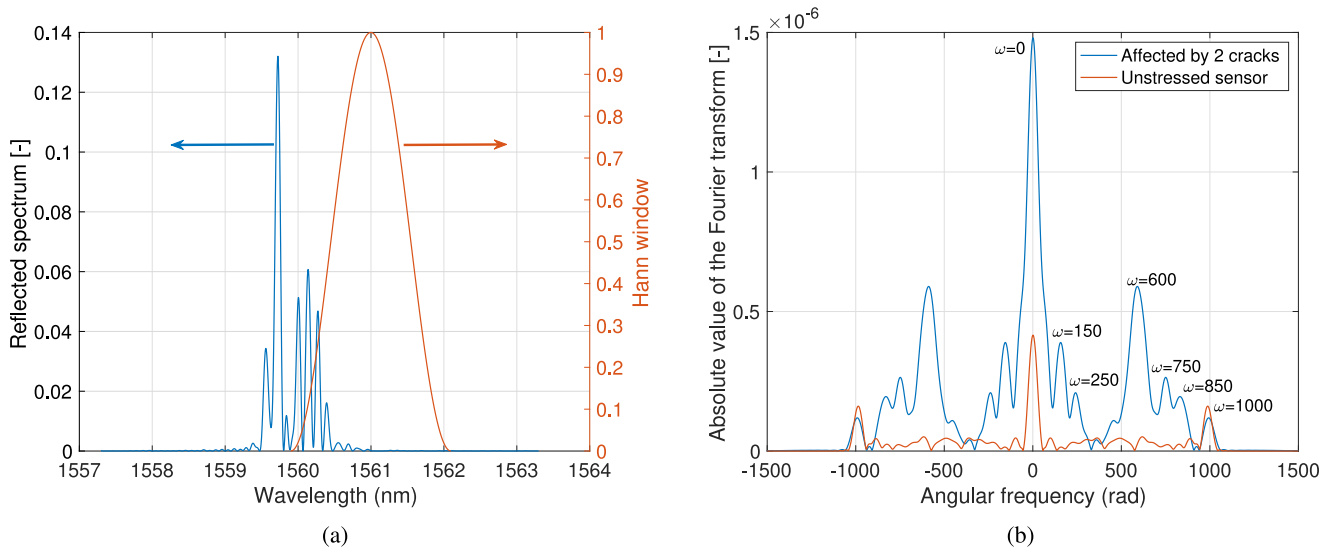 0.14
0.12
0.1
0.08
0.06
0.04
0.02
0
Reflected spectrum [-]
1
0.9
0.8
0.7
0.6
0.5
0.4
0.3
0.2
0.1
0
Hann window
1557 1558 1559 1560 1561 1562 1563 1564
Wavelength (nm)
(a)
×10⁻⁶
1.5
1
0.5
0
Absolute value of the Fourier transform [-]
Affected by 2 cracks
Unstressed sensor
ω=0
ω=600
ω=150
ω=750
ω=250
ω=850
ω=1000
-1500 -1000 -500 0 500 1000 1500
Angular frequency (rad)
(b)